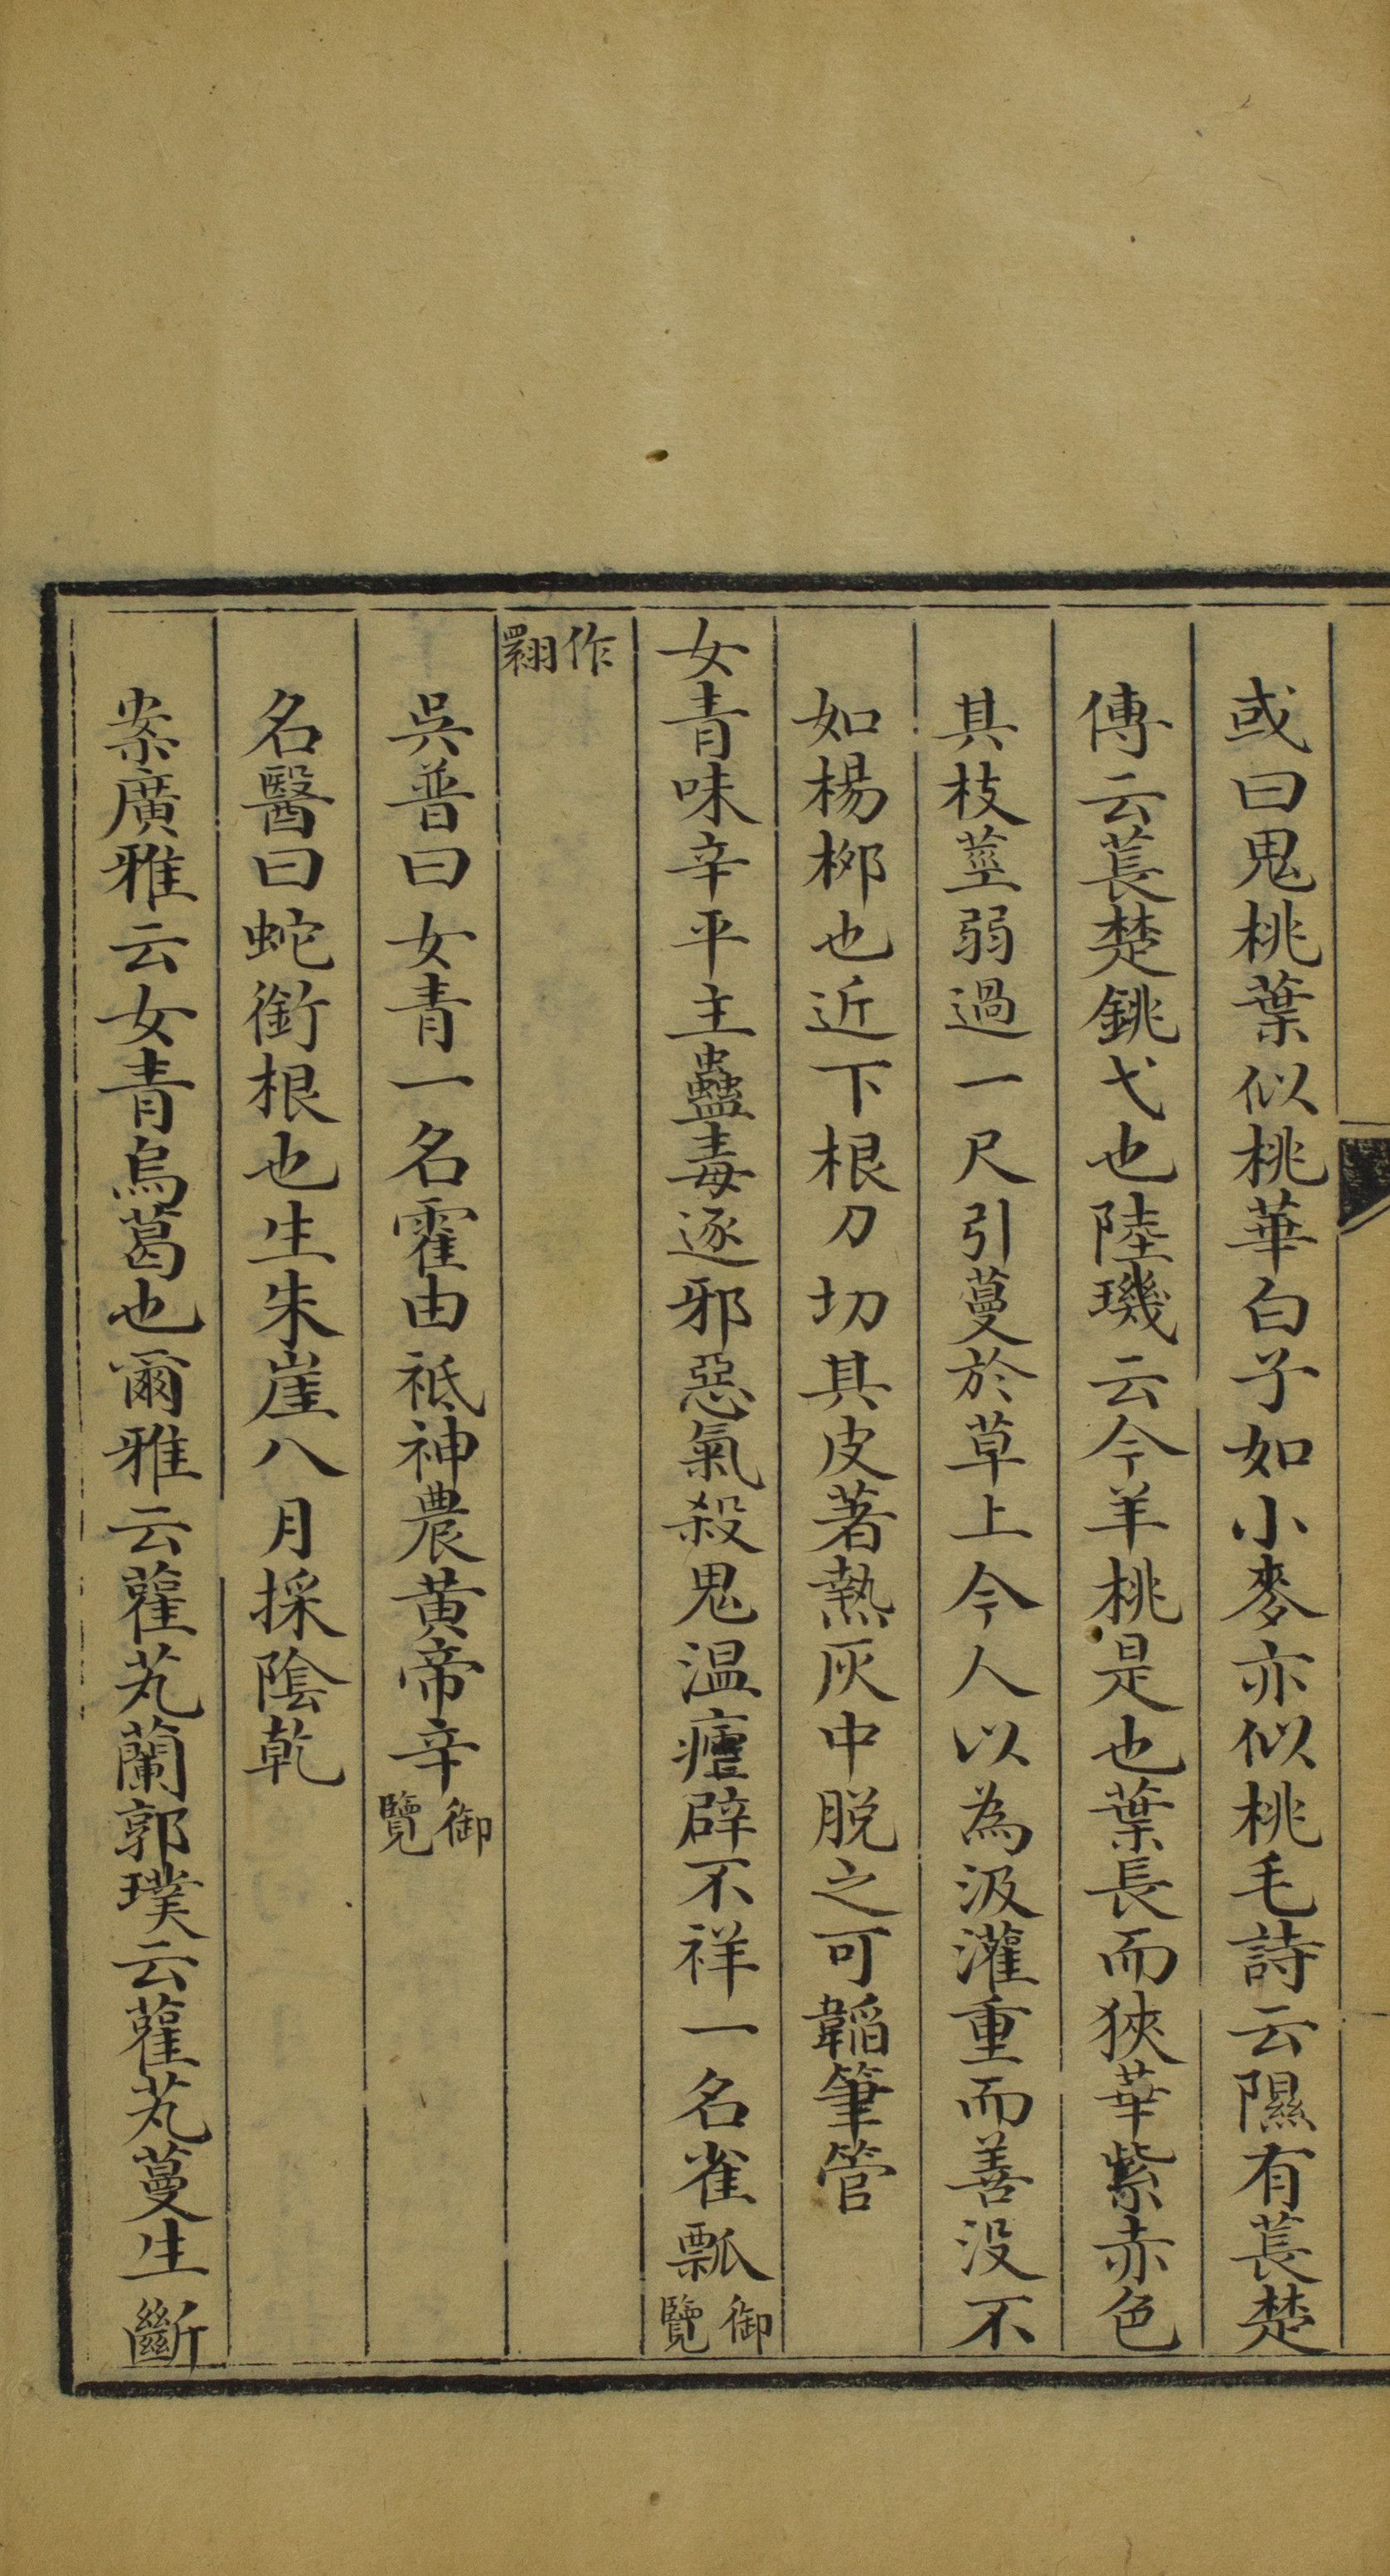 或曰鬼桃葉似桃華白子如小麥亦似桃毛詩云隰有萇楚
傳云萇楚銚弋也陸璣云今羊桃是也葉長而狹華紫赤色
其枝莖弱過一尺引蔓於草上今人以為汲灌重而善没不
如楊桺也近下根刀切其皮著熱灰中脱之可韜筆管
女青味辛平主蠱毒逐邪惡氣殺鬼温瘧辟不祥一名雀瓢御覽
作翾
吳普曰女青一名霍由祗神農黃帝辛御覽
名醫曰蛇銜根也生朱崖八月採陰乾
案廣雅云女青烏葛也爾雅云雚芄蘭郭璞云雚芄蔓生斷